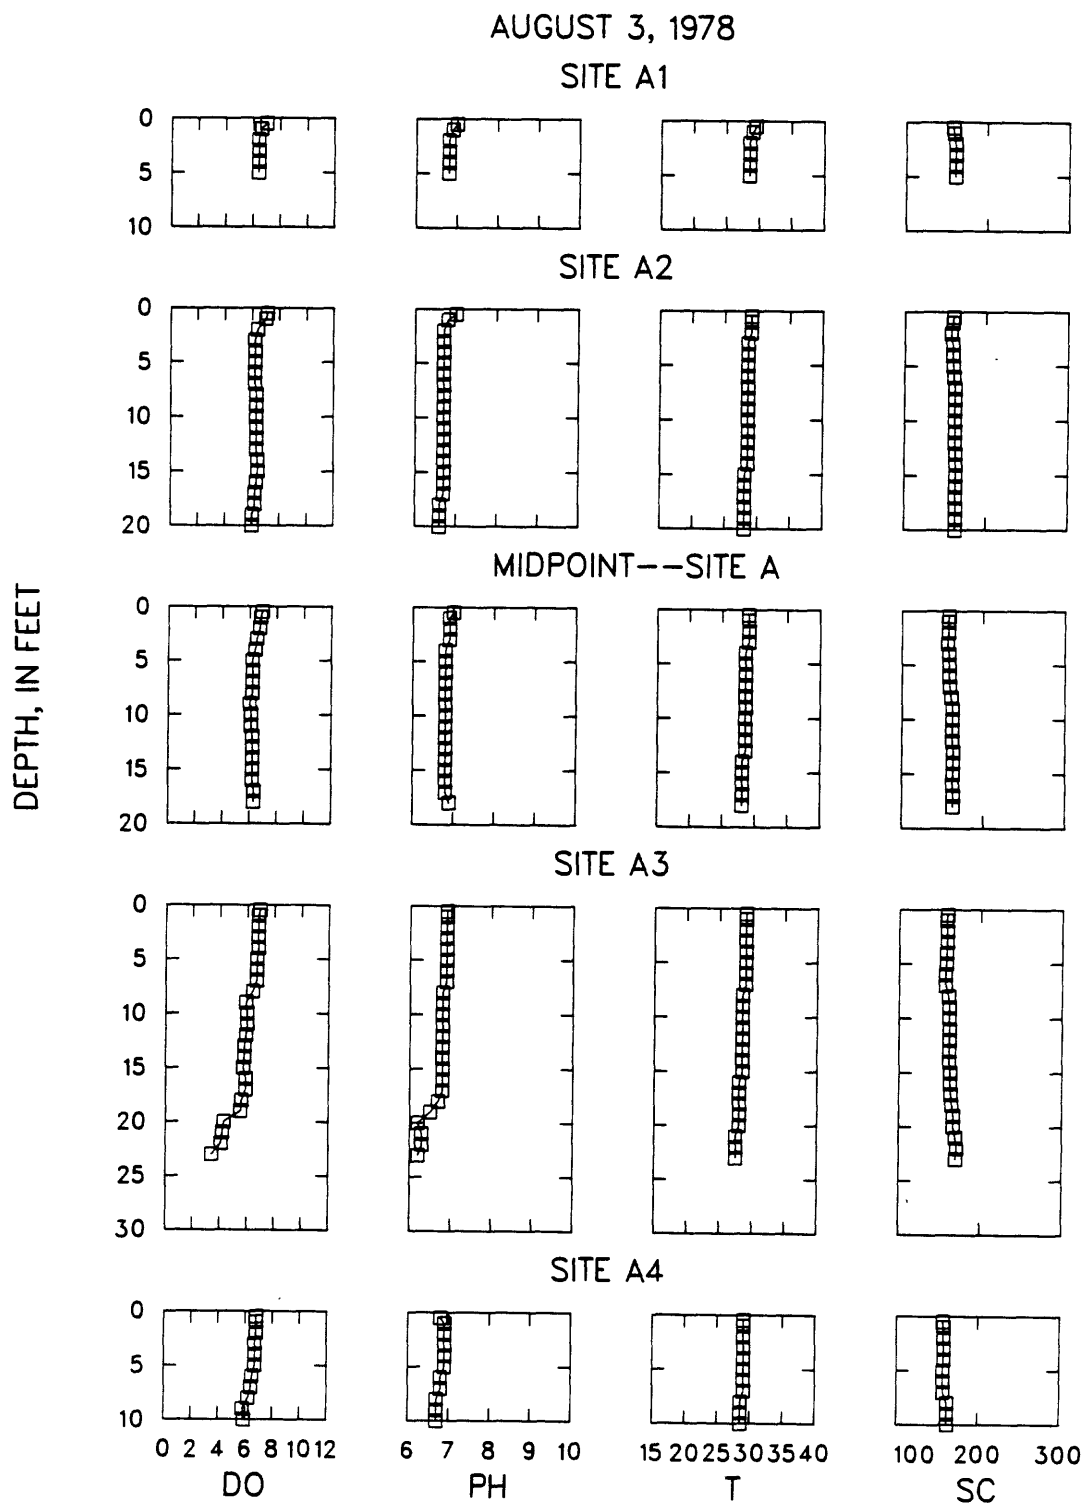 AUGUST 3, 1978
SITE A1
0
5
10
SITE A2
0
5
10
15
20
MIDPOINT--SITE A
0
5
10
15
20
DEPTH, IN FEET
SITE A3
0
5
10
15
20
25
30
SITE A4
0
5
10
0 2 4 6 8 10 12
6 7 8 9 10
15 20 25 30 35 40
100 200 300
DO
PH
T
SC